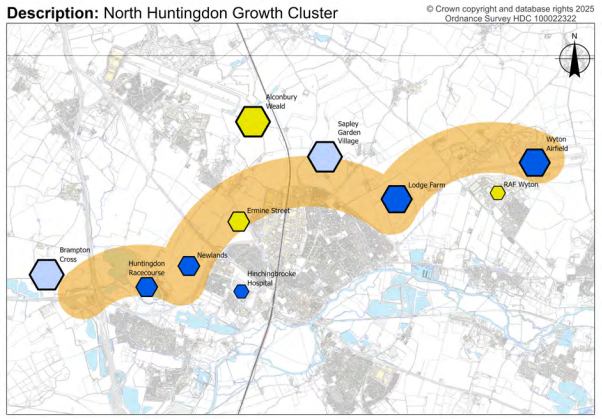 Description: North Huntingdon Growth Cluster
© Crown copyright and database rights 2025
Ordnance Survey HDC 100022322
N
Alconbury
Weald
Sapley
Garden
Village
Wyton
Airfield
Lodge Farm
RAF Wyton
Ermine Street
Brampton
Cross
Huntingdon
Racecourse
Newlands
Hinchingbrooke
Hospital